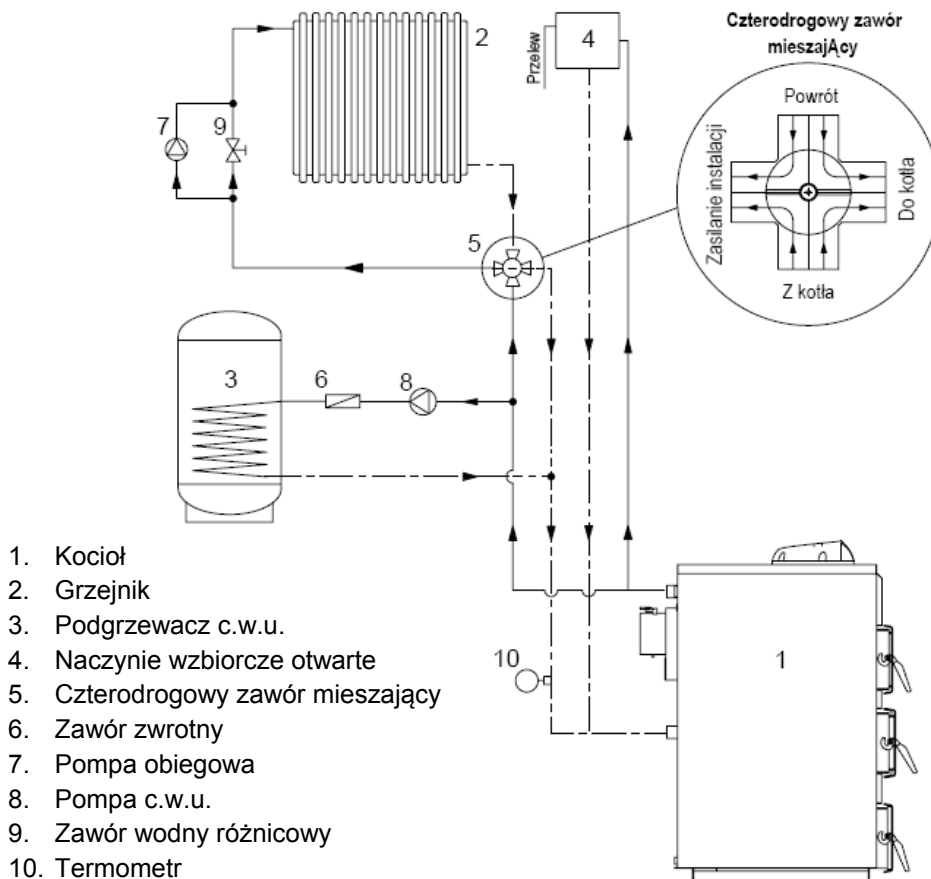 Czterodrogowy zawór
mieszającY
Powrót
Zasilanie instalacji
Do kotła
Z kotła
2
4
Przelew
7
9
5
3
6
8
10
1
1. Kocioł
2. Grzejnik
3. Podgrzewacz c.w.u.
4. Naczynie wzbiorcze otwarte
5. Czterodrogowy zawór mieszający
6. Zawór zwrotny
7. Pompa obiegowa
8. Pompa c.w.u.
9. Zawór wodny różnicowy
10. Termometr